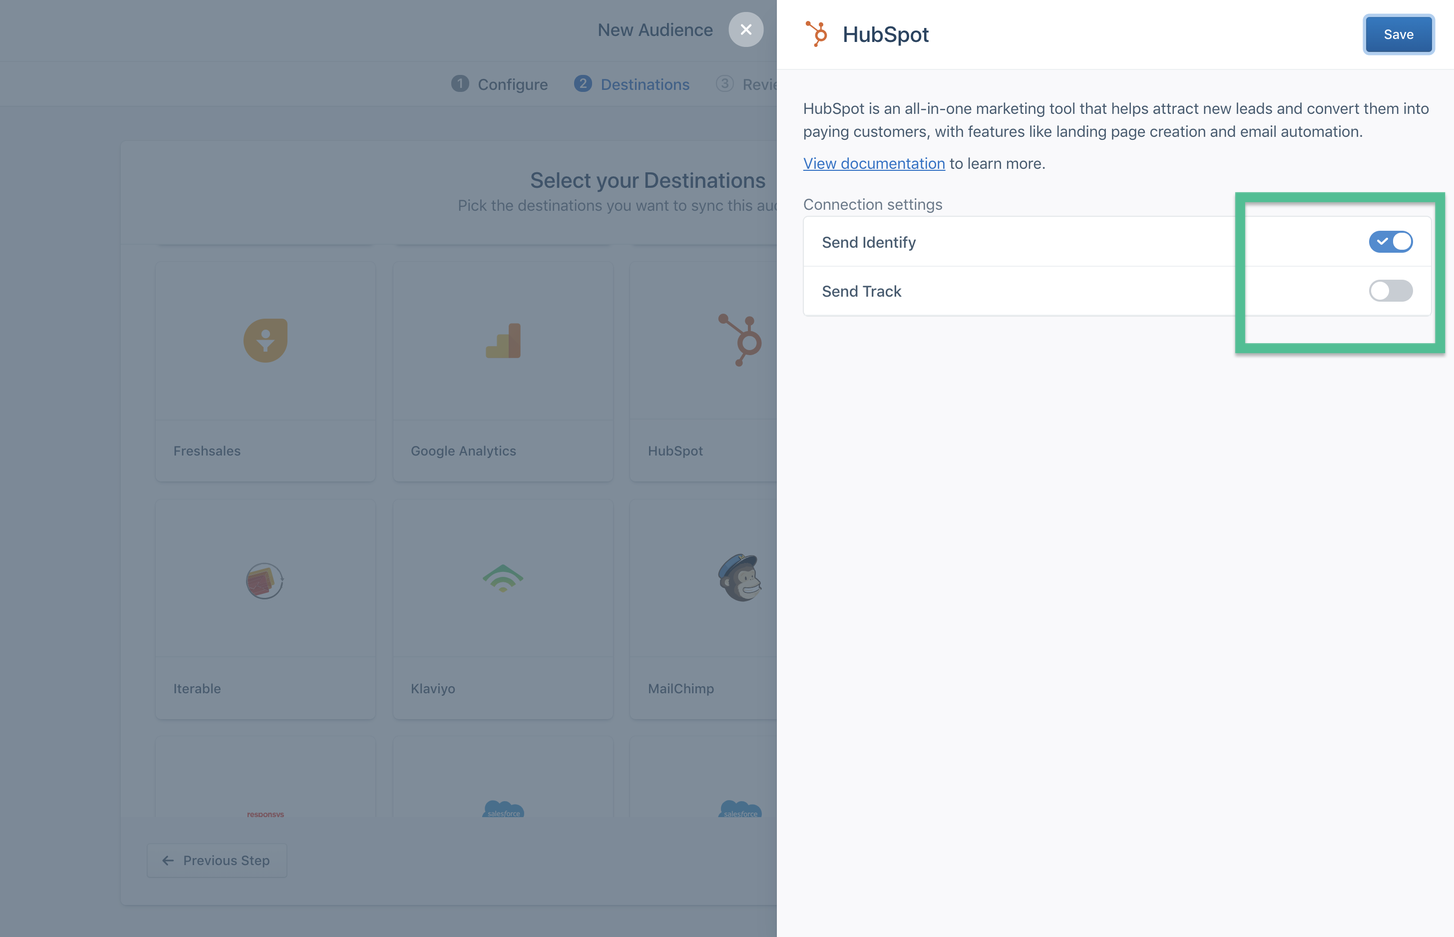 New Audience
1 Configure
2 Destinations
3 Revie
Select your Destinations
Pick the destinations you want to sync this au
Freshsales
Google Analytics
HubSpot
Iterable
Klaviyo
MailChimp
responsys
salesforce
salesforce
Previous Step
HubSpot
Save
HubSpot is an all-in-one marketing tool that helps attract new leads and convert them into
paying customers, with features like landing page creation and email automation.
View documentation to learn more.
Connection settings
Send Identify
Send Track